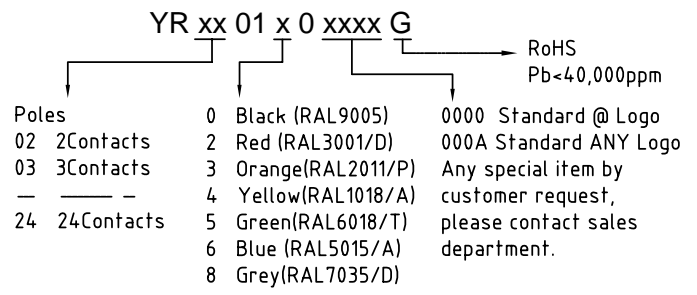 YR xx 01 x 0 xxxx G
RoHS
Pb<40,000ppm
Poles
02 2Contacts
03 3Contacts
— —— –
24 24Contacts
0 Black (RAL9005)
2 Red (RAL3001/D)
3 Orange(RAL2011/P)
4 Yellow(RAL1018/A)
5 Green(RAL6018/T)
6 Blue (RAL5015/A)
8 Grey(RAL7035/D)
0000 Standard @ Logo
000A Standard ANY Logo
Any special item by
customer request,
please contact sales
department.